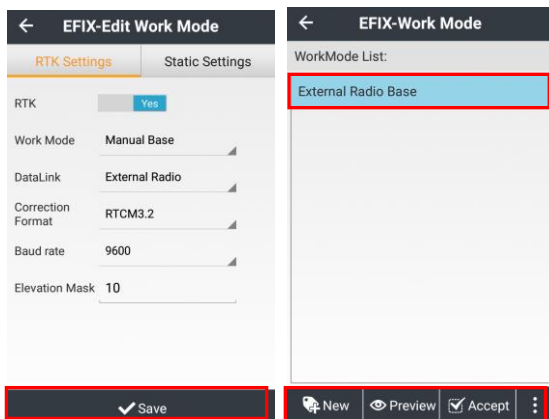 EFIX-Edit Work Mode
RTK Settings
Static Settings
RTK Yes
Work Mode Manual Base
DataLink External Radio
Correction
Format RTCM3.2
Baud rate 9600
Elevation Mask 10
Save
EFIX-Work Mode
WorkMode List:
External Radio Base
New Preview Accept